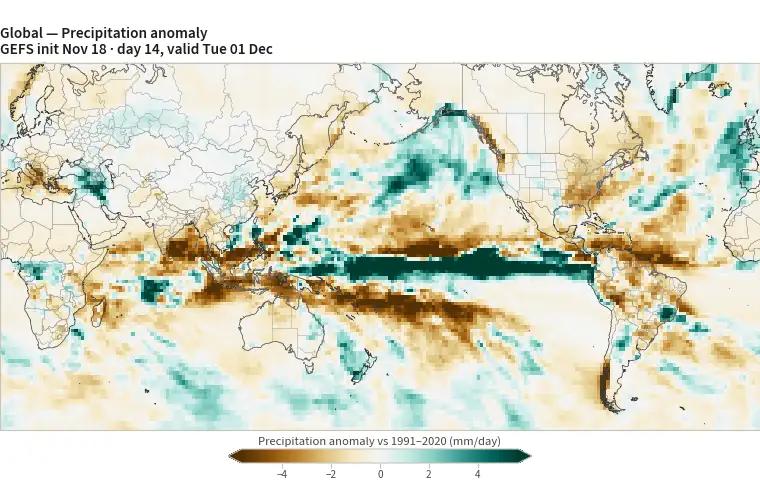 Global — Precipitation anomaly
GEFS init Nov 18 · day 14, valid Tue 01 Dec
Precipitation anomaly vs 1991–2020 (mm/day)
−4 −2 0 2 4